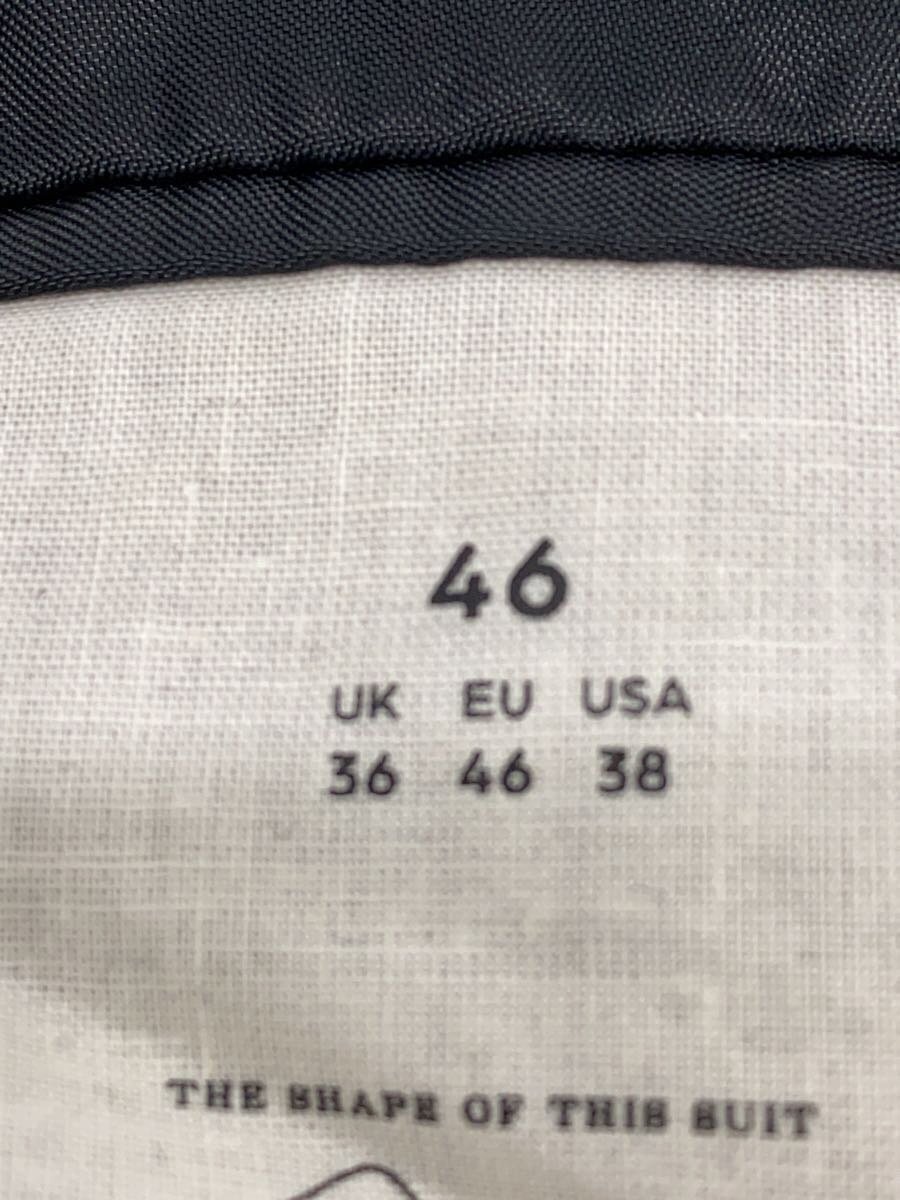 46
UK EU USA
36 46 38
THE SHAPE OF THIS SUIT